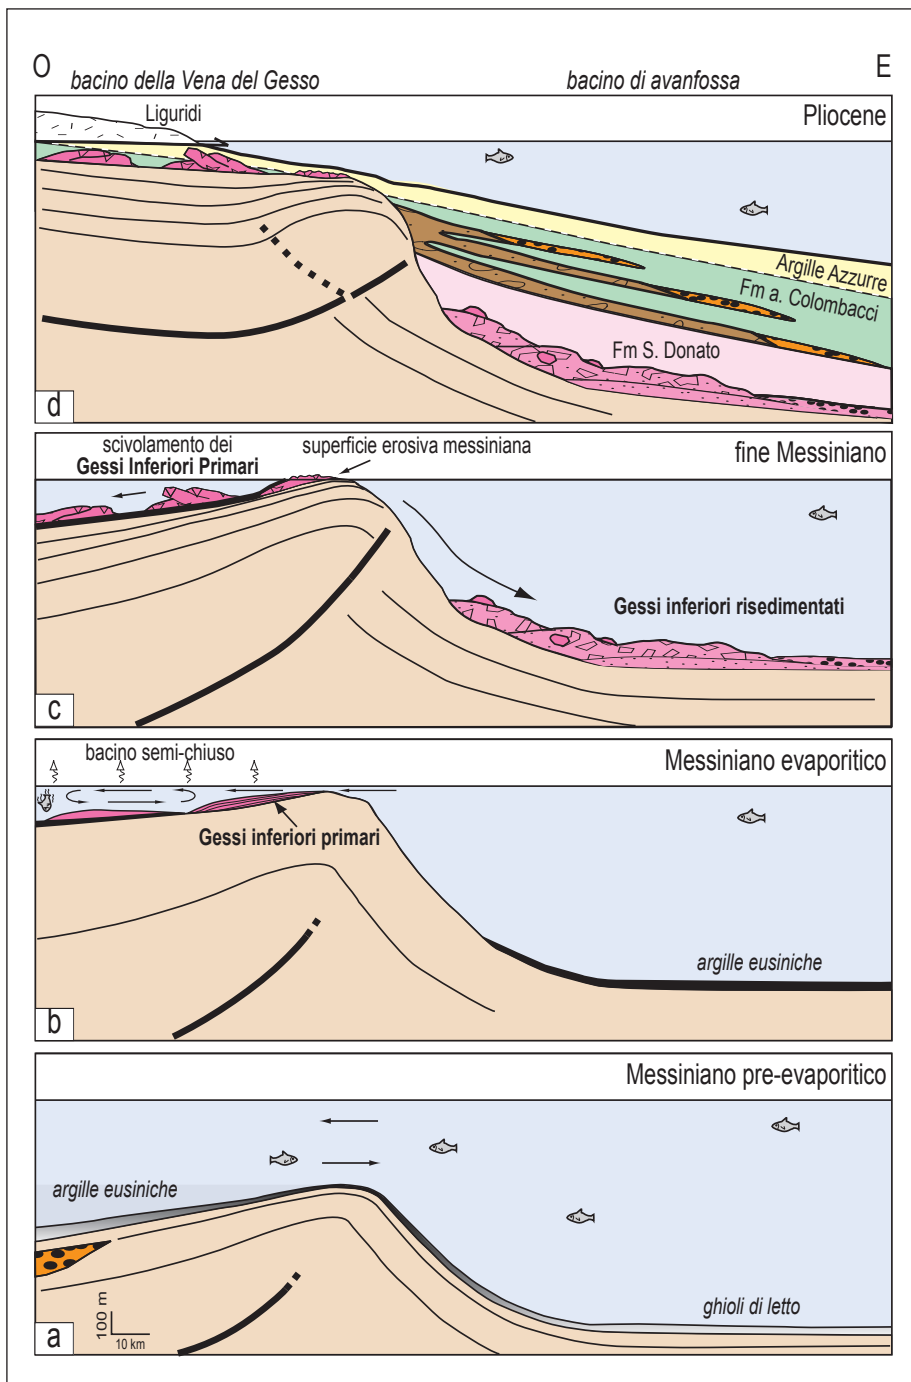 O
E
bacino della Vena del Gesso
bacino di avanfossa
Liguridi
Pliocene
Argille Azzurre
Fm a. Colombacci
Fm S. Donato
d
scivolamento dei
Gessi Inferiori Primari
superficie erosiva messiniana
fine Messiniano
Gessi inferiori risedimentati
c
bacino semi-chiuso
Messiniano evaporitico
Gessi inferiori primari
argille eusiniche
b
Messiniano pre-evaporitico
argille eusiniche
ghioli di letto
100 m
10 km
a